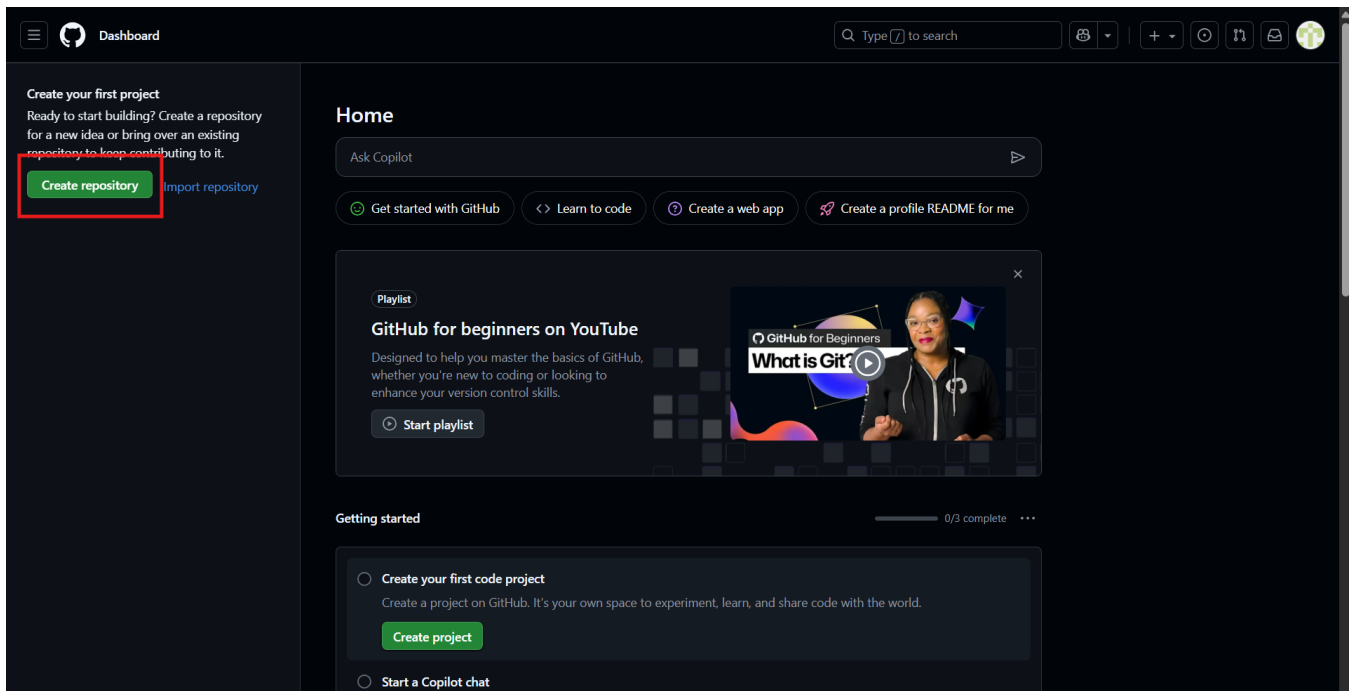 Dashboard
Type / to search
Create your first project
Ready to start building? Create a repository
for a new idea or bring over an existing
repository to keep contributing to it.
Create repository
Import repository
Home
Ask Copilot
Get started with GitHub
Learn to code
Create a web app
Create a profile README for me
Playlist
GitHub for beginners on YouTube
Designed to help you master the basics of GitHub,
whether you're new to coding or looking to
enhance your version control skills.
Start playlist
GitHub for Beginners
What is Git?
Getting started
0/3 complete
Create your first code project
Create a project on GitHub. It's your own space to experiment, learn, and share code with the world.
Create project
Start a Copilot chat